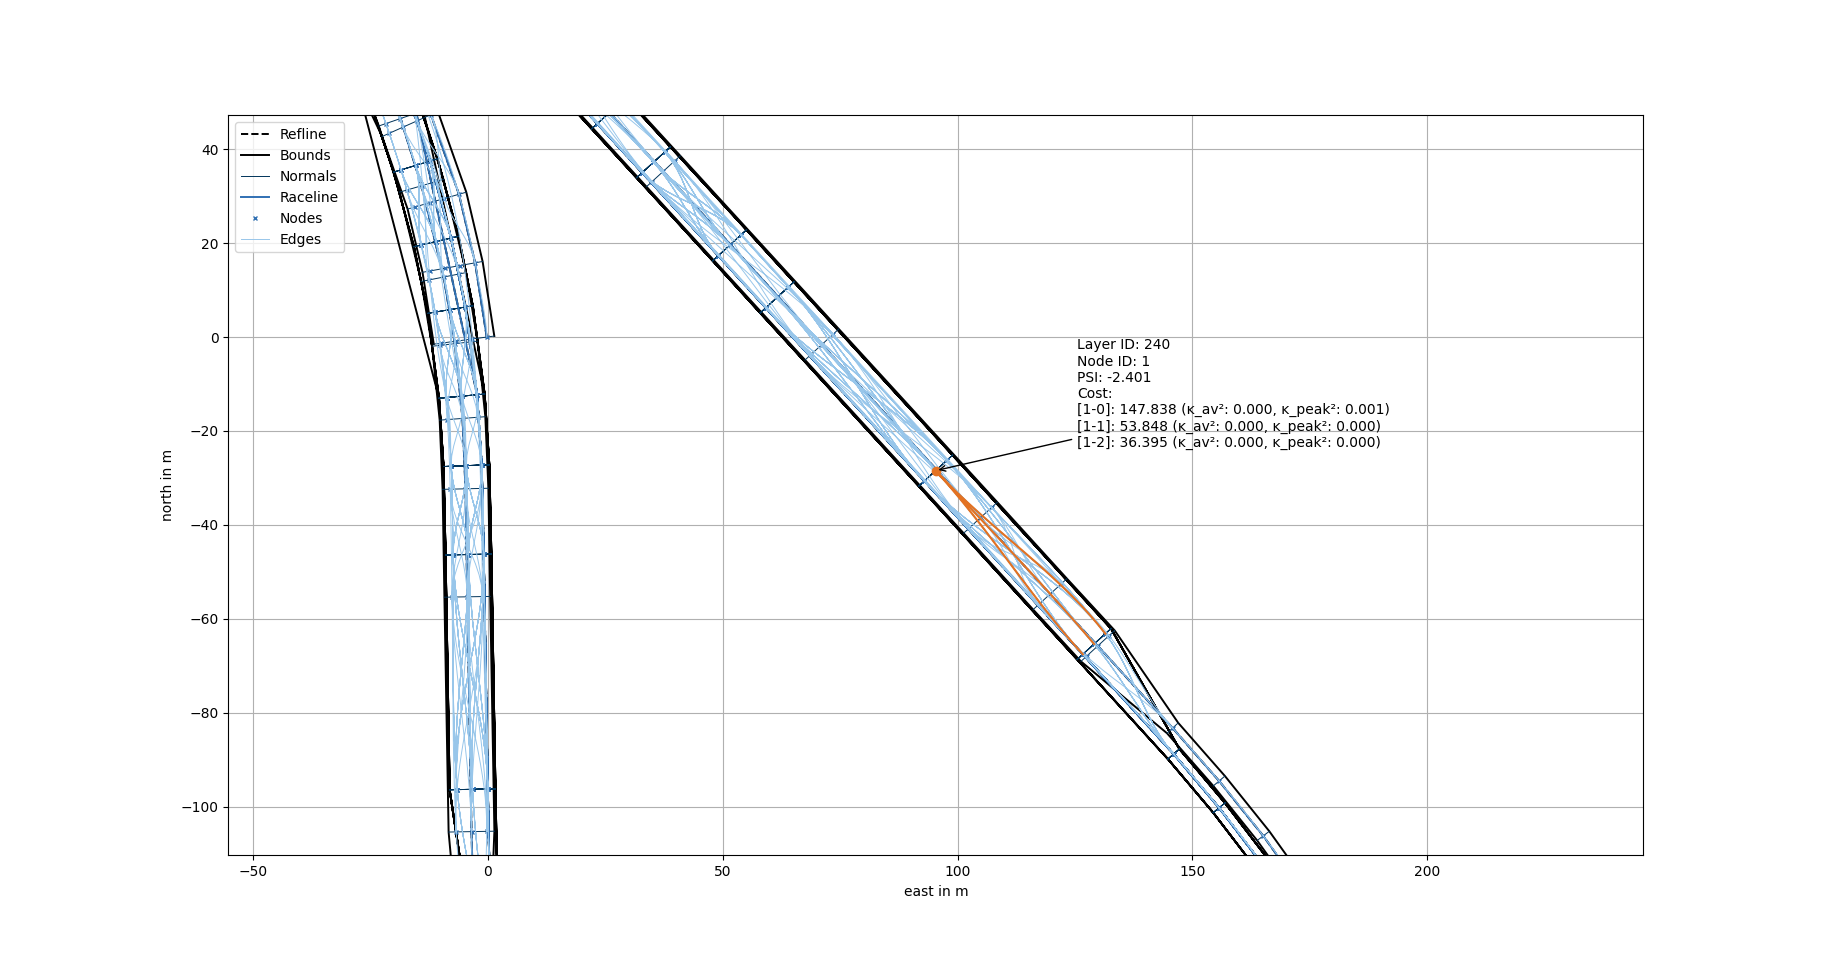 Refline
Bounds
Normals
Raceline
Nodes
Edges
Layer ID: 240
Node ID: 1
PSI: -2.401
Cost:
[1-0]: 147.838 (κ_av²: 0.000, κ_peak²: 0.001)
[1-1]: 53.848 (κ_av²: 0.000, κ_peak²: 0.000)
[1-2]: 36.395 (κ_av²: 0.000, κ_peak²: 0.000)
north in m
40
20
0
−20
−40
−60
−80
−100
−50
0
50
100
150
200
east in m